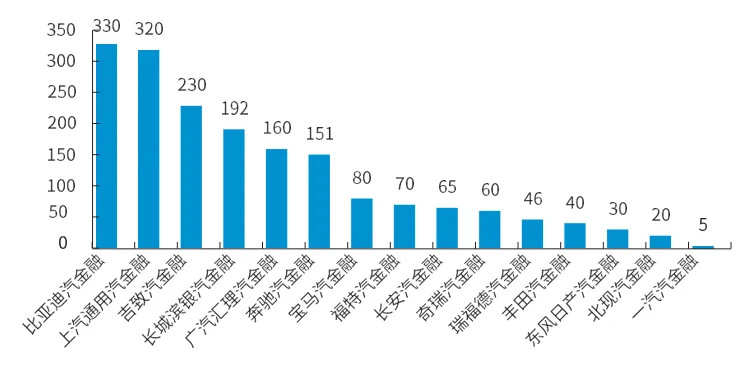 350
300
250
200
150
100
50
0
330
320
230
192
160
151
80
70
65
60
46
40
30
20
5
比亚迪汽金融
上汽通用汽金融
吉致汽金融
长城滨银汽金融
广汽汇理汽金融
奔驰汽金融
宝马汽金融
福特汽金融
长安汽金融
奇瑞汽金融
瑞福德汽金融
丰田汽金融
东风日产汽金融
北现汽金融
一汽汽金融